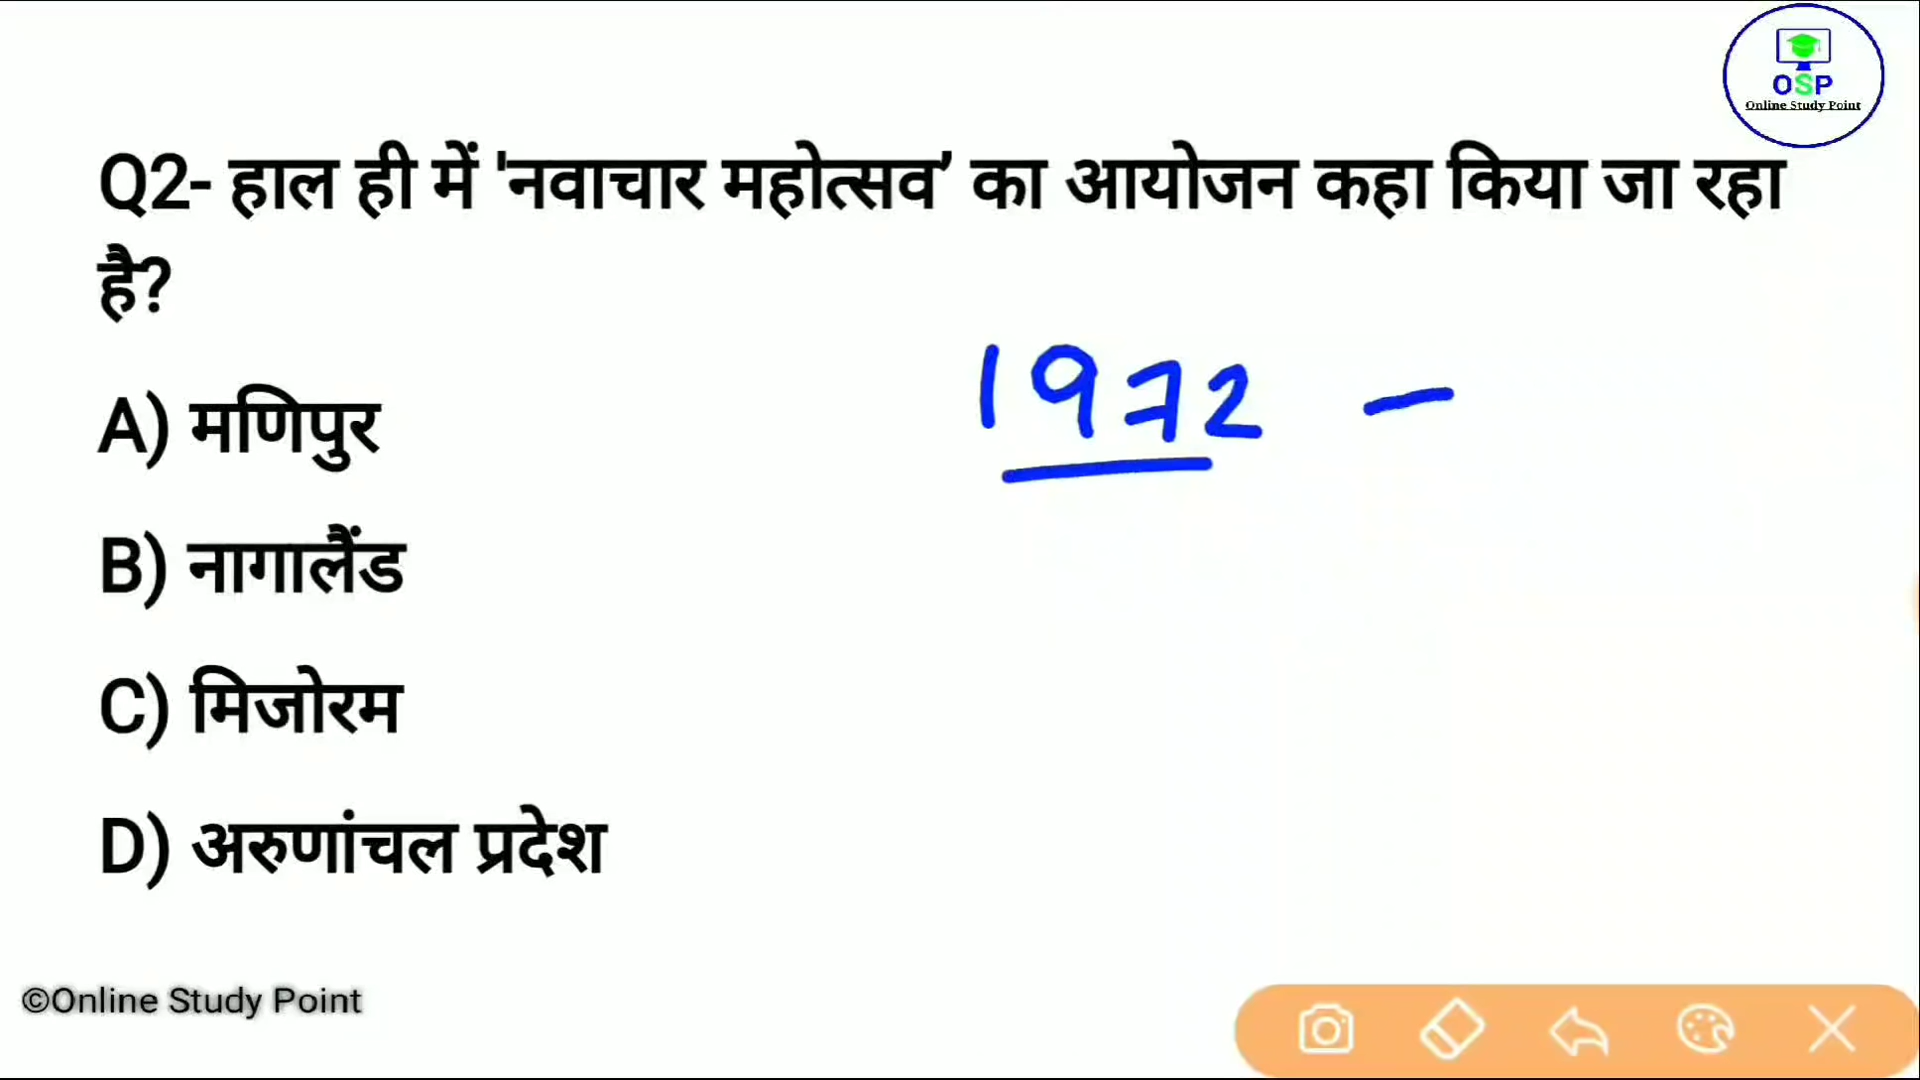 OSP
Online Study Point
Q2- हाल ही में 'नवाचार महोत्सव’ का आयोजन कहा किया जा रहा
है?
1972 –
A) मणिपुर
B) नागालैंड
C) मिजोरम
D) अरुणांचल प्रदेश
©Online Study Point